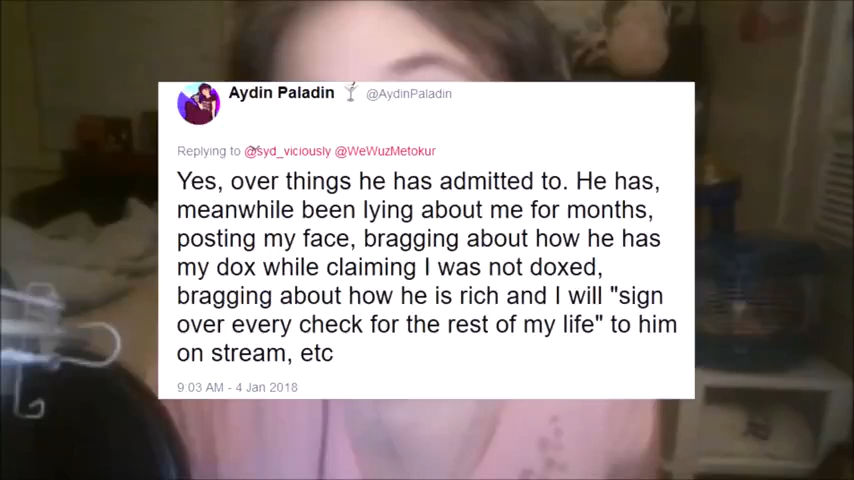 Aydin Paladin @AydinPaladin
Replying to @syd_viciously @WeWuzMetokur
Yes, over things he has admitted to. He has,
meanwhile been lying about me for months,
posting my face, bragging about how he has
my dox while claiming I was not doxed,
bragging about how he is rich and I will "sign
over every check for the rest of my life" to him
on stream, etc
9:03 AM - 4 Jan 2018